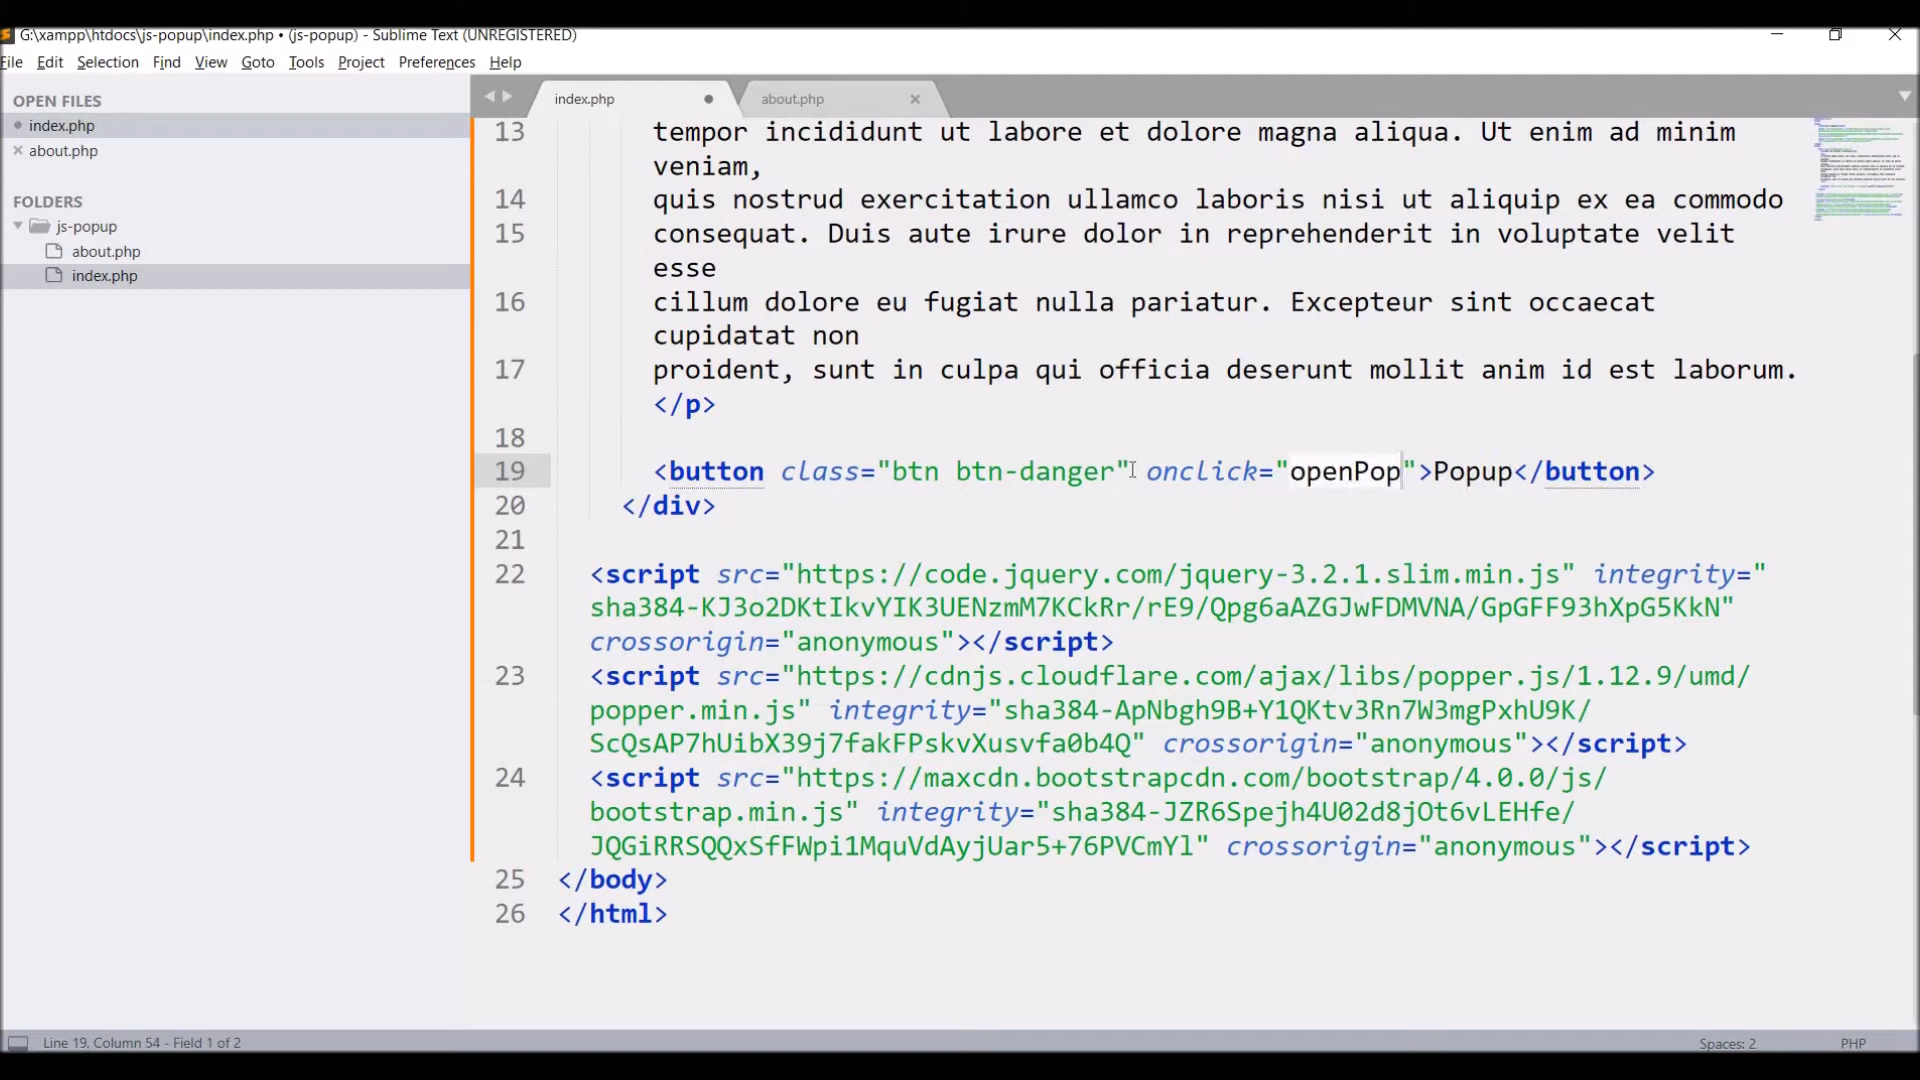 G:\xampp\htdocs\js-popup\index.php • (js-popup) - Sublime Text (UNREGISTERED)
File Edit Selection Find View Goto Tools Project Preferences Help
OPEN FILES
index.php
about.php
FOLDERS
js-popup
about.php
index.php
index.php about.php
13 tempor incididunt ut labore et dolore magna aliqua. Ut enim ad minim
veniam,
14 quis nostrud exercitation ullamco laboris nisi ut aliquip ex ea commodo
15 consequat. Duis aute irure dolor in reprehenderit in voluptate velit
esse
16 cillum dolore eu fugiat nulla pariatur. Excepteur sint occaecat
cupidatat non
17 proident, sunt in culpa qui officia deserunt mollit anim id est laborum.
</p>
18
19 <button class="btn btn-danger" onclick="openPop">Popup</button>
20 </div>
21
22 <script src="https://code.jquery.com/jquery-3.2.1.slim.min.js" integrity="
sha384-KJ3o2DKtIkvYIK3UENzmM7KCkRr/rE9/Qpg6aAZGJwFDMVNA/GpGFF93hXpG5KkN"
crossorigin="anonymous"></script>
23 <script src="https://cdnjs.cloudflare.com/ajax/libs/popper.js/1.12.9/umd/
popper.min.js" integrity="sha384-ApNbgh9B+Y1QKtv3Rn7W3mgPxhU9K/
ScQsAP7hUibX39j7fakFPskvXusvfa0b4Q" crossorigin="anonymous"></script>
24 <script src="https://maxcdn.bootstrapcdn.com/bootstrap/4.0.0/js/
bootstrap.min.js" integrity="sha384-JZR6Spejh4U02d8jOt6vLEHfe/
JQGiRRSQQxSfFWpi1MquVdAyjUar5+76PVCmYl" crossorigin="anonymous"></script>
25 </body>
26 </html>
Line 19, Column 54 - Field 1 of 2
Spaces: 2 PHP